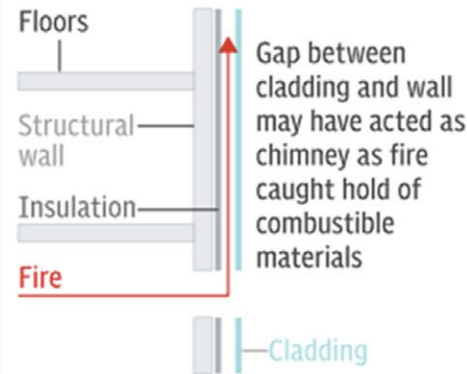 Floors
Gap between
cladding and wall
may have acted as
chimney as fire
caught hold of
combustible
materials
Structural
wall
Insulation
Fire
Cladding